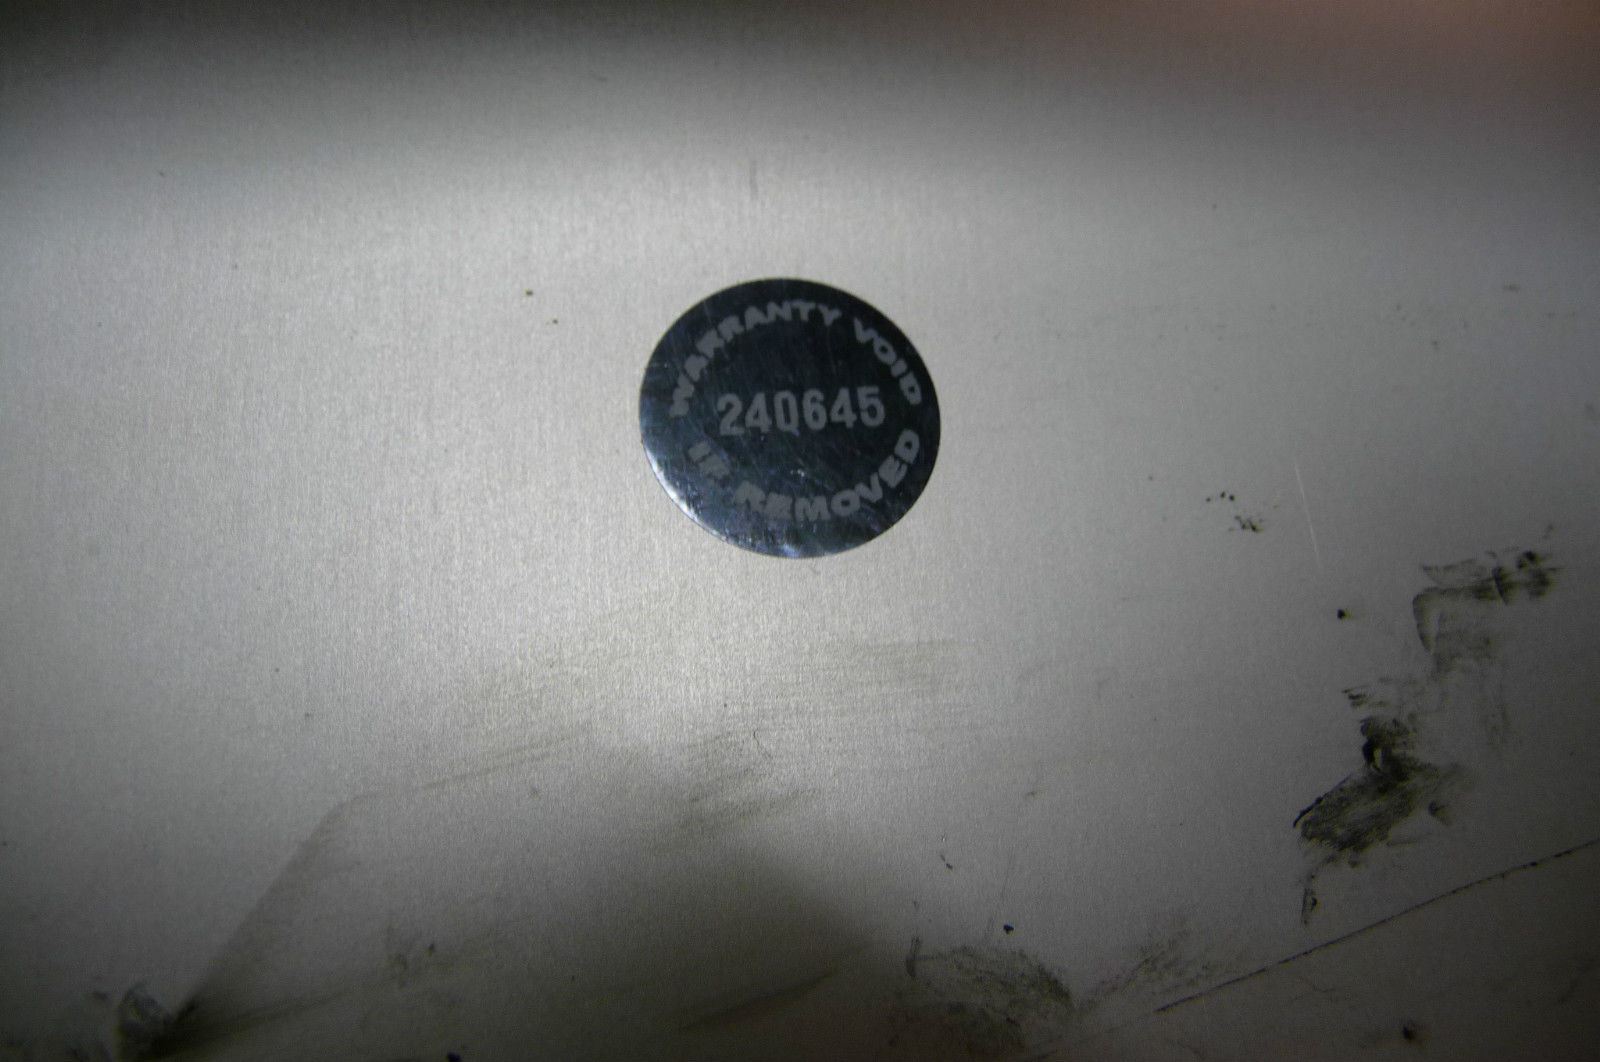 WARRANTY VOID
240645
IF REMOVED